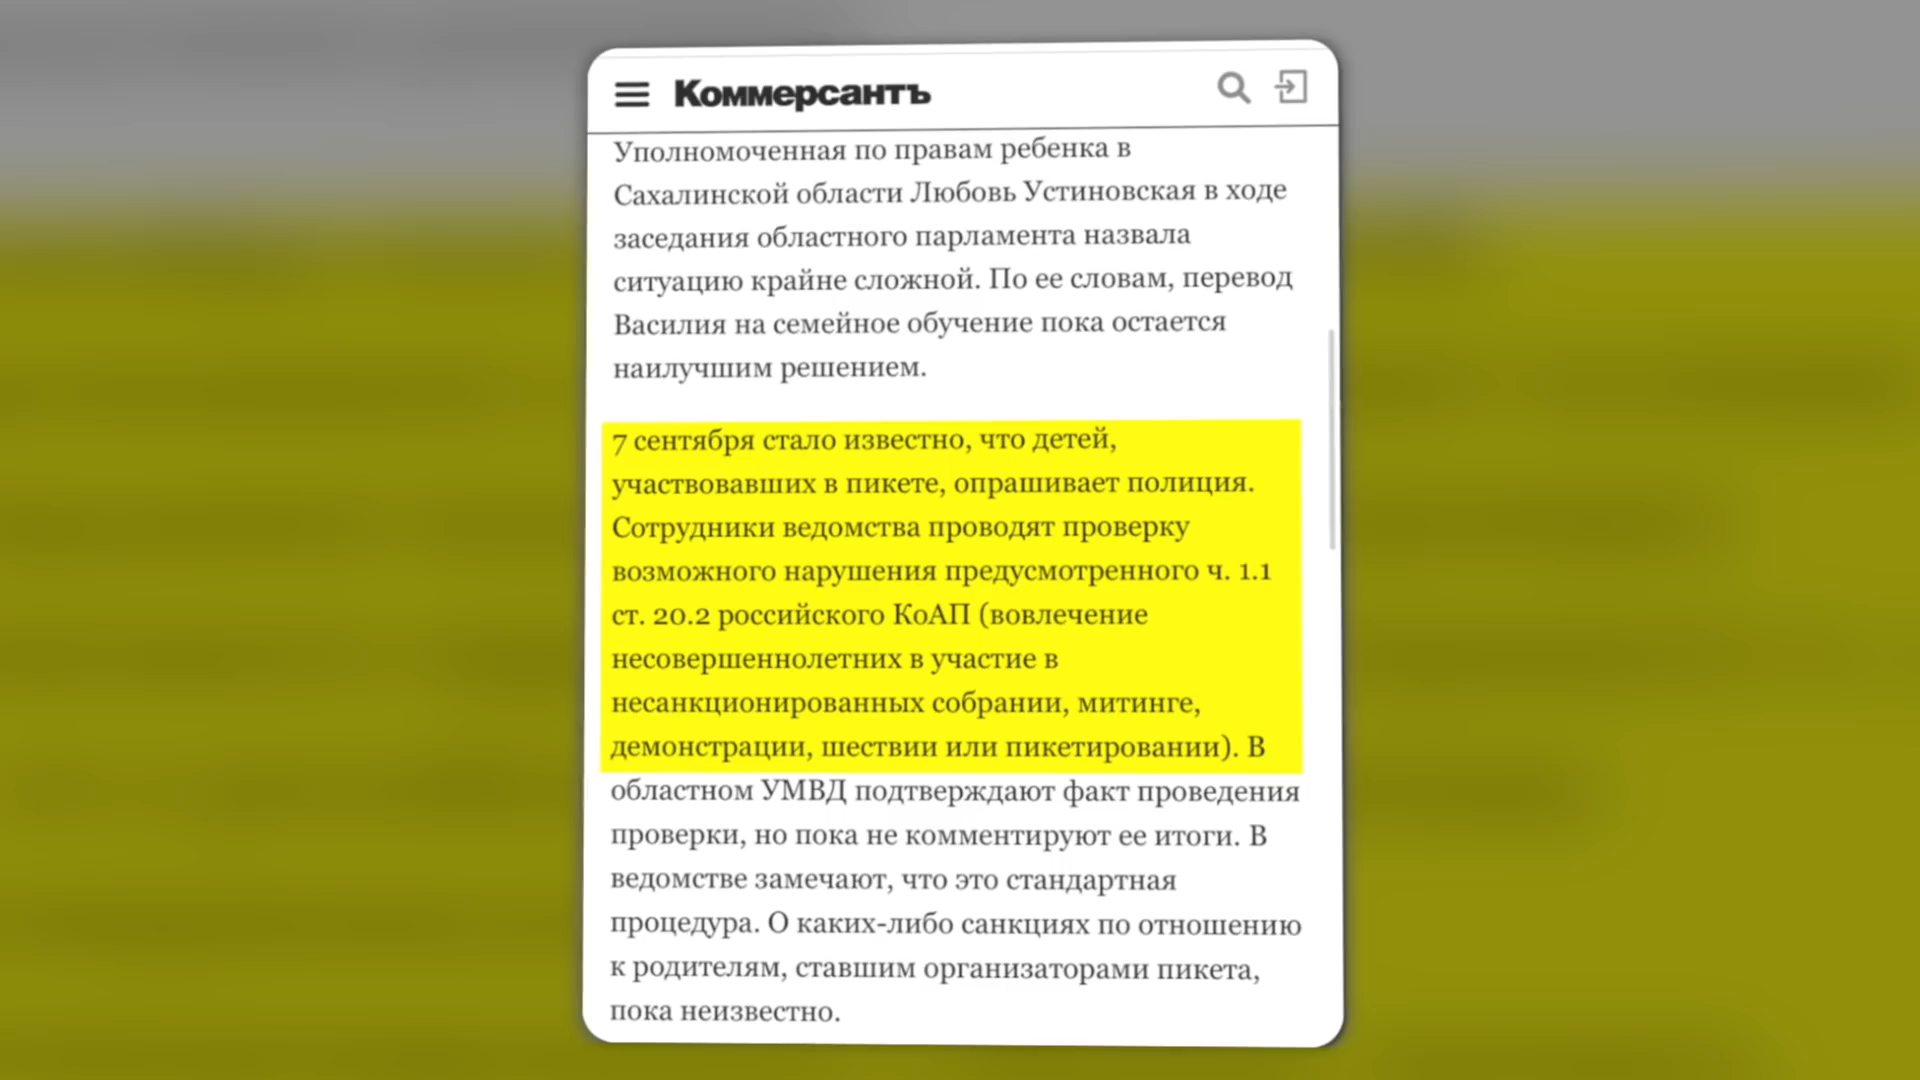 Коммерсантъ
Уполномоченная по правам ребенка в
Сахалинской области Любовь Устиновская в ходе
заседания областного парламента назвала
ситуацию крайне сложной. По ее словам, перевод
Василия на семейное обучение пока остается
наилучшим решением.
7 сентября стало известно, что детей,
участвовавших в пикете, опрашивает полиция.
Сотрудники ведомства проводят проверку
возможного нарушения предусмотренного ч. 1.1
ст. 20.2 российского КоАП (вовлечение
несовершеннолетних в участие в
несанкционированных собрании, митинге,
демонстрации, шествии или пикетировании). В
областном УМВД подтверждают факт проведения
проверки, но пока не комментируют ее итоги. В
ведомстве замечают, что это стандартная
процедура. О каких-либо санкциях по отношению
к родителям, ставшим организаторами пикета,
пока неизвестно.